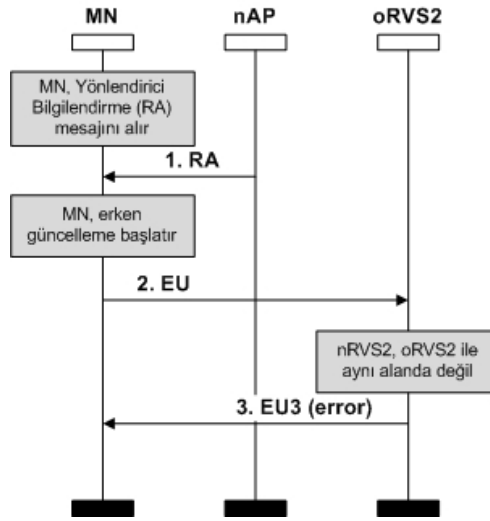 MN nAP oRVS2
MN, Yönlendirici
Bilgilendirme (RA)
mesajını alır
1. RA
MN, erken
güncelleme başlatır
2. EU
nRVS2, oRVS2 ile
aynı alanda değil
3. EU3 (error)